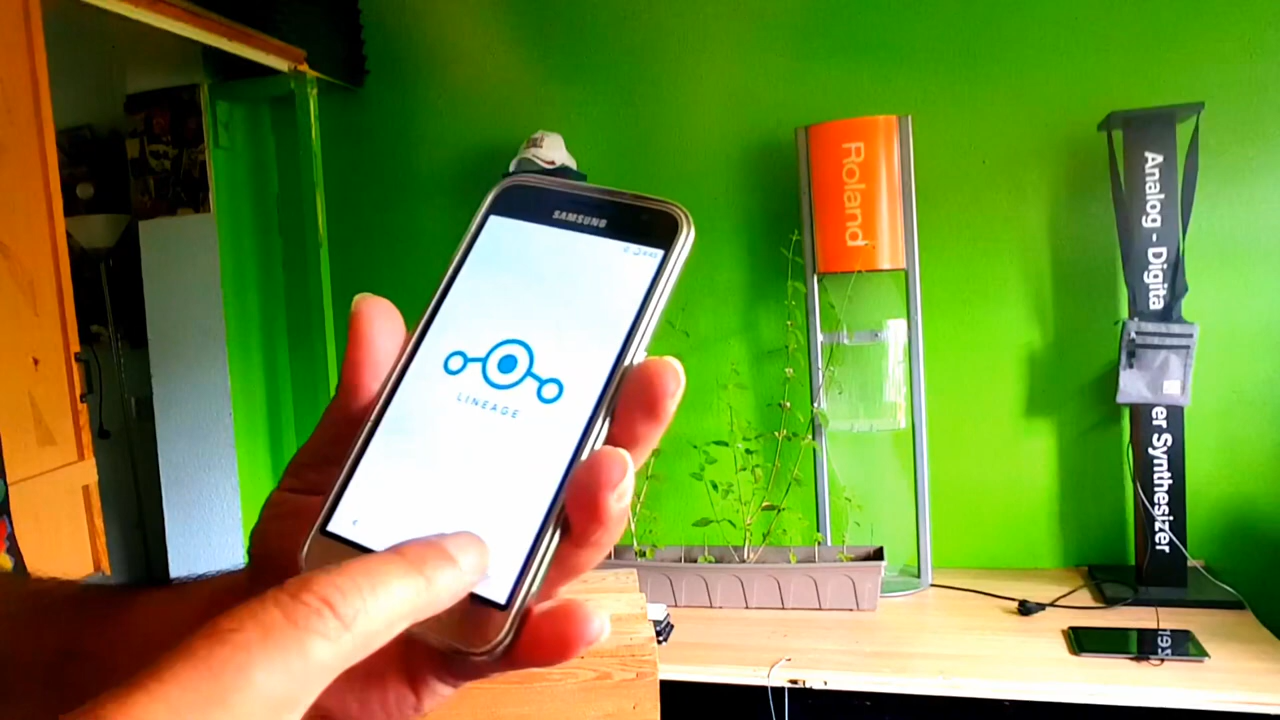 SAMSUNG
LINEAGE
Roland
Analog - Digita
er Synthesizer